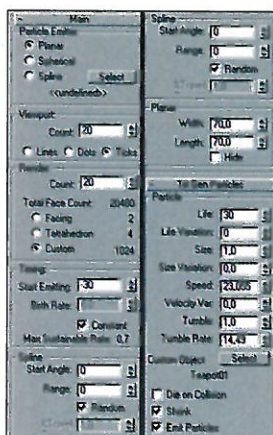 Main
Particle Emitter
Planar
Spherical
Spline Select
<<undefined>>
Viewport:
Count: 20
Lines Dots Ticks
Render:
Count: 20
Total Face Count: 20480
Facing 2
Tetahedron 4
Custom 1024
Timing:
Start Emitting: -30
Birth Rate:
Constant
Max Sustainable Rate: 0,7
Spline
Start Angle: 0
Range: 0
Random
Spline
Start Angle: 0
Range: 0
Random
Planar
Width: 70,0
Length: 70,0
Hide
Particles
Particle
Life: 30
Life Variation: 0
Size: 1,0
Size Variation: 0,0
Speed:
Velocity Var: 0,0
Tumble: 1,0
Tumble Rate: 14,49
Custom Object Select
Teapot01
Die on Collision
Shrink
Emit Particles